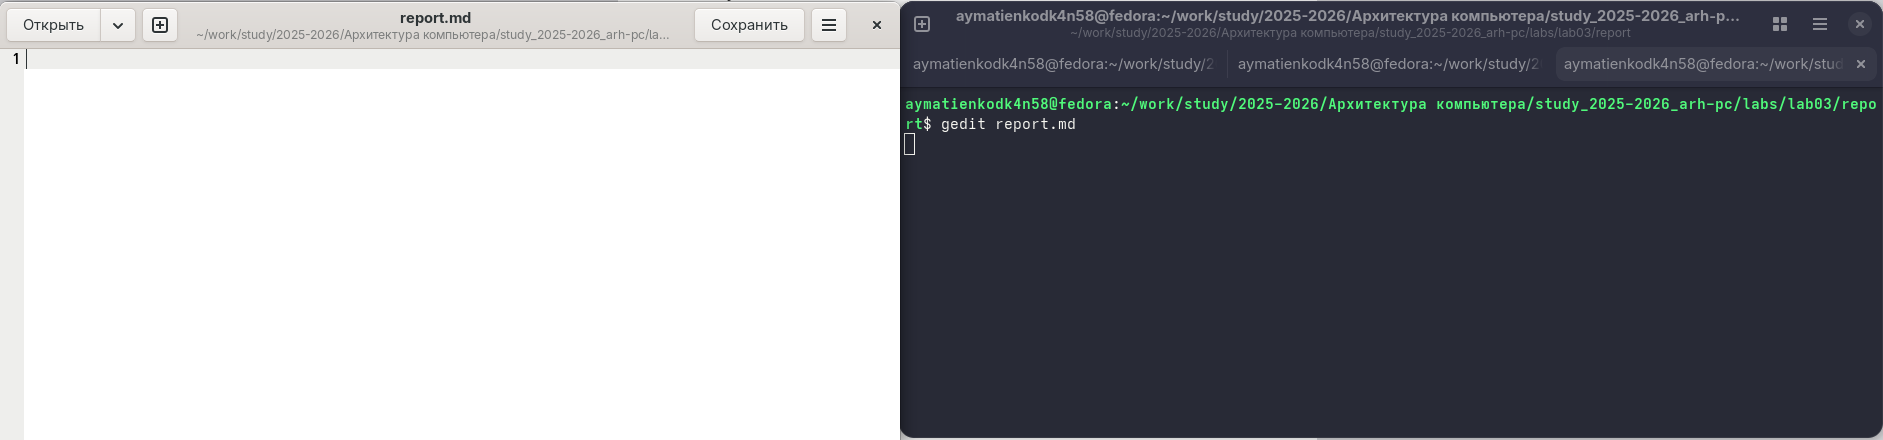 Открыть
report.md
~/work/study/2025-2026/Архитектура компьютера/study_2025-2026_arh-pc/la...
Сохранить
1
aymatienkodk4n58@fedora:~/work/study/2025-2026/Архитектура компьютера/study_2025-2026_arh-p...
~/work/study/2025-2026/Архитектура компьютера/study_2025-2026_arh-pc/labs/lab03/report
aymatienkodk4n58@fedora:~/work/study/2
aymatienkodk4n58@fedora:~/work/study/2
aymatienkodk4n58@fedora:~/work/stud
aymatienkodk4n58@fedora:~/work/study/2025-2026/Архитектура компьютера/study_2025-2026_arh-pc/labs/lab03/repo
rt$ gedit report.md